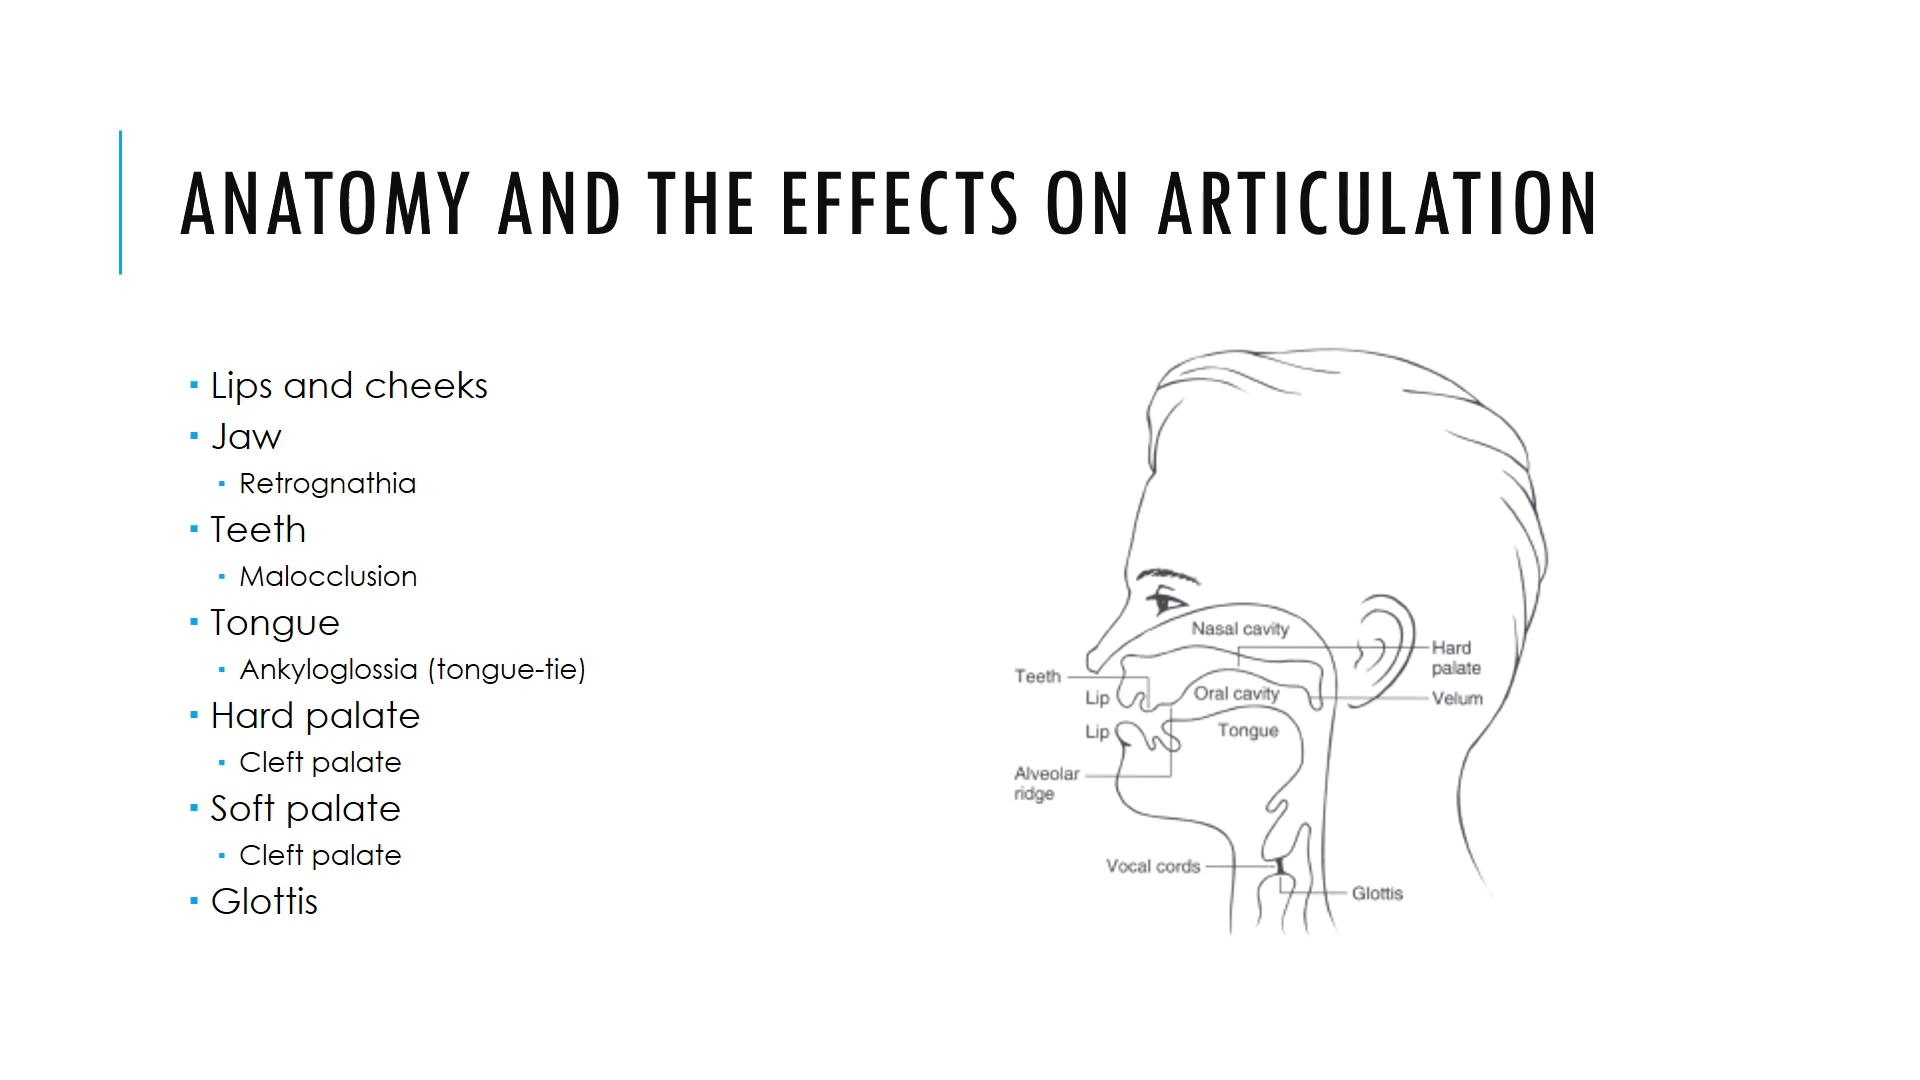 ANATOMY AND THE EFFECTS ON ARTICULATION
▪ Lips and cheeks
▪ Jaw
▪ Retrognathia
▪ Teeth
▪ Malocclusion
▪ Tongue
▪ Ankyloglossia (tongue-tie)
▪ Hard palate
▪ Cleft palate
▪ Soft palate
▪ Cleft palate
▪ Glottis
Nasal cavity
Hard
palate
Teeth
Lip
Oral cavity
Velum
Lip
Tongue
Alveolar
ridge
Vocal cords
Glottis